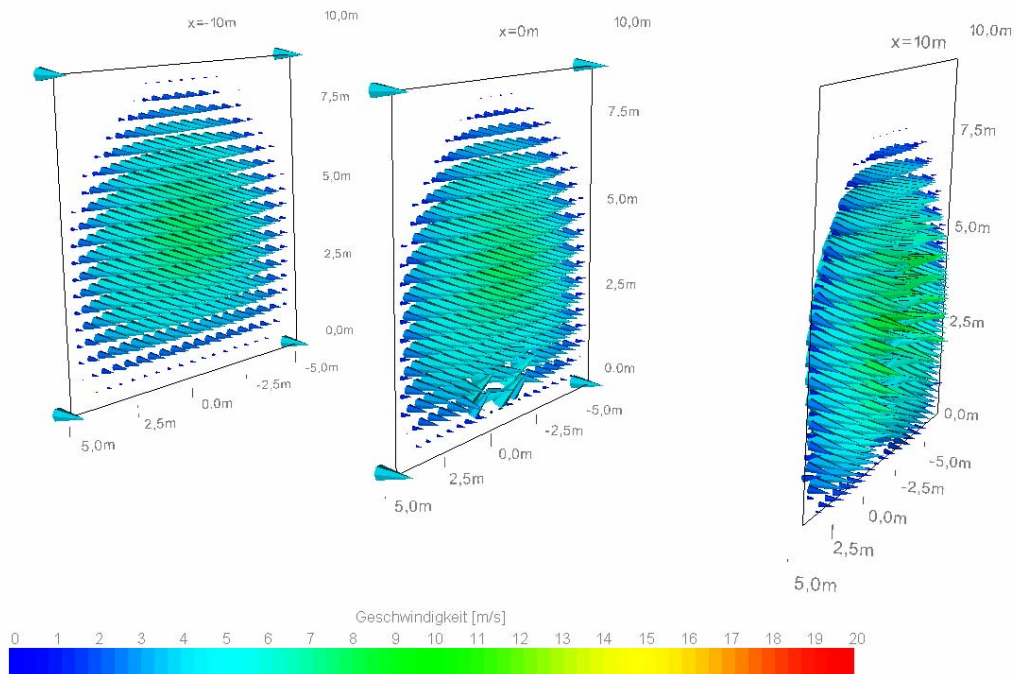 x=-10m
10,0m
7,5m
5,0m
2,5m
0,0m
-5,0m
-2,5m
0,0m
2,5m
5,0m
x=0m
10,0m
7,5m
5,0m
2,5m
0,0m
-5,0m
-2,5m
0,0m
2,5m
5,0m
x=10m
10,0m
7,5m
5,0m
2,5m
0,0m
-5,0m
-2,5m
0,0m
2,5m
5,0m
Geschwindigkeit [m/s]
0 1 2 3 4 5 6 7 8 9 10 11 12 13 14 15 16 17 18 19 20